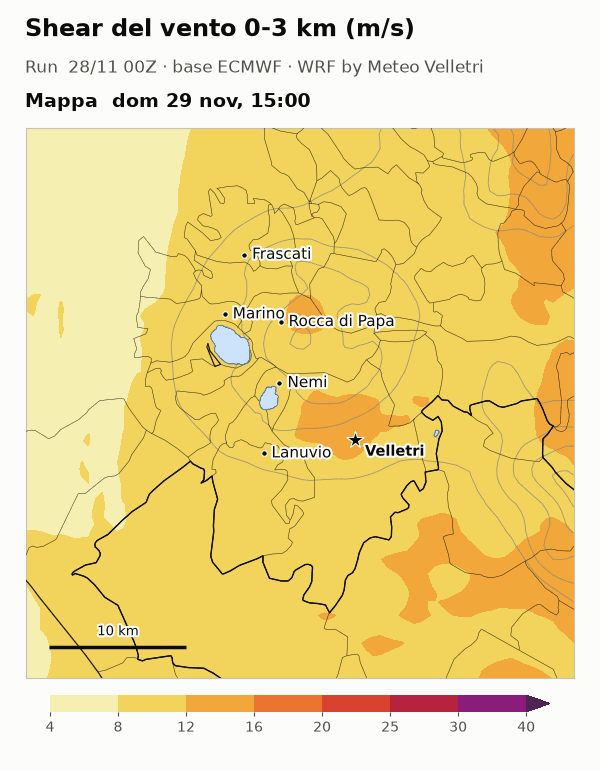 Shear del vento 0-3 km (m/s)
Run  28/11 00Z · base ECMWF · WRF by Meteo Velletri
Mappa  dom 29 nov, 15:00
Frascati
Marino
Rocca di Papa
Nemi
Velletri
Lanuvio
10 km
4 8 12 16 20 25 30 40